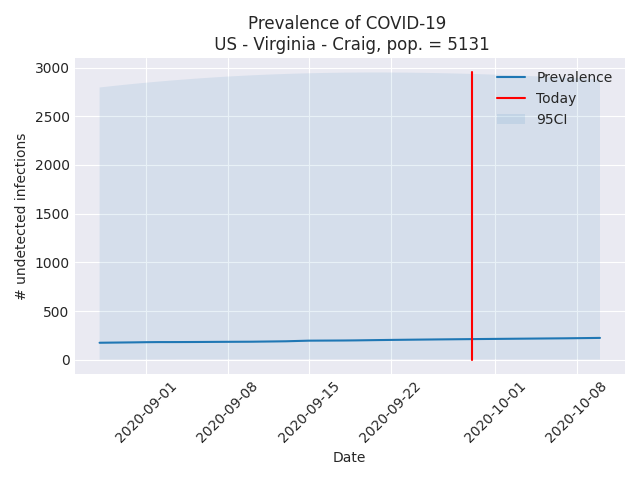 Prevalence of COVID-19
US - Virginia - Craig, pop. = 5131
3000
2500
2000
1500
1000
500
0
# undetected infections
Prevalence
Today
95CI
2020-09-01
2020-09-08
2020-09-15
2020-09-22
2020-10-01
2020-10-08
Date